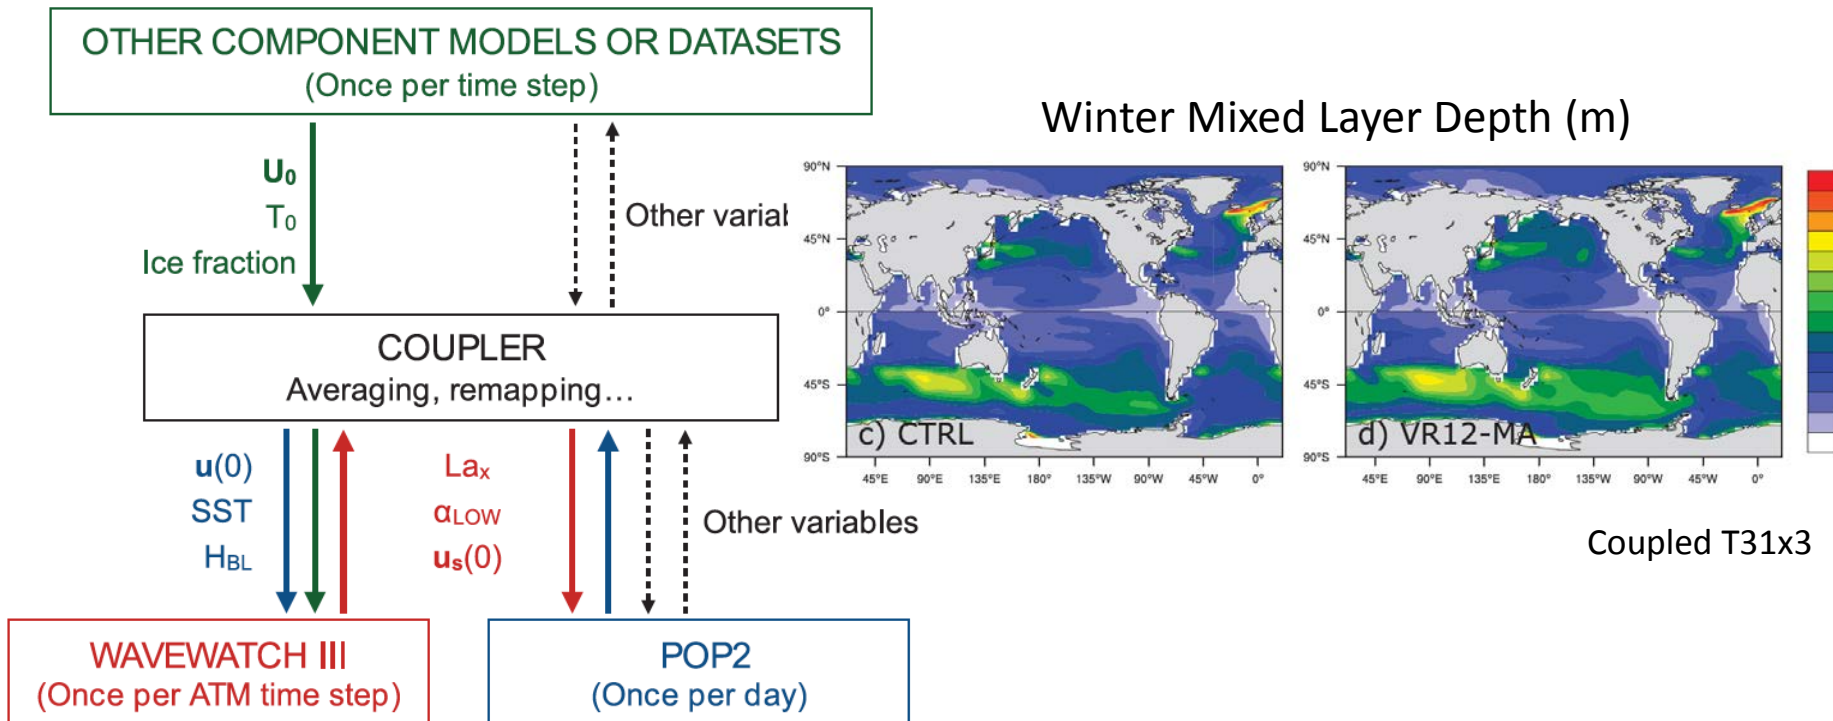 OTHER COMPONENT MODELS OR DATASETS
(Once per time step)
U₀
T₀
Ice fraction
Other variab
COUPLER
Averaging, remapping…
u(0)
SST
H_BL
Laₓ
α_LOW
uₛ(0)
Other variables
WAVEWATCH III
(Once per ATM time step)
POP2
(Once per day)
Winter Mixed Layer Depth (m)
90°N
45°N
0°
45°S
90°S
c) CTRL
45°E 90°E 135°E 180° 135°W 90°W 45°W 0°
90°N
45°N
0°
45°S
90°S
d) VR12-MA
45°E 90°E 135°E 180° 135°W 90°W 45°W 0°
Coupled T31x3